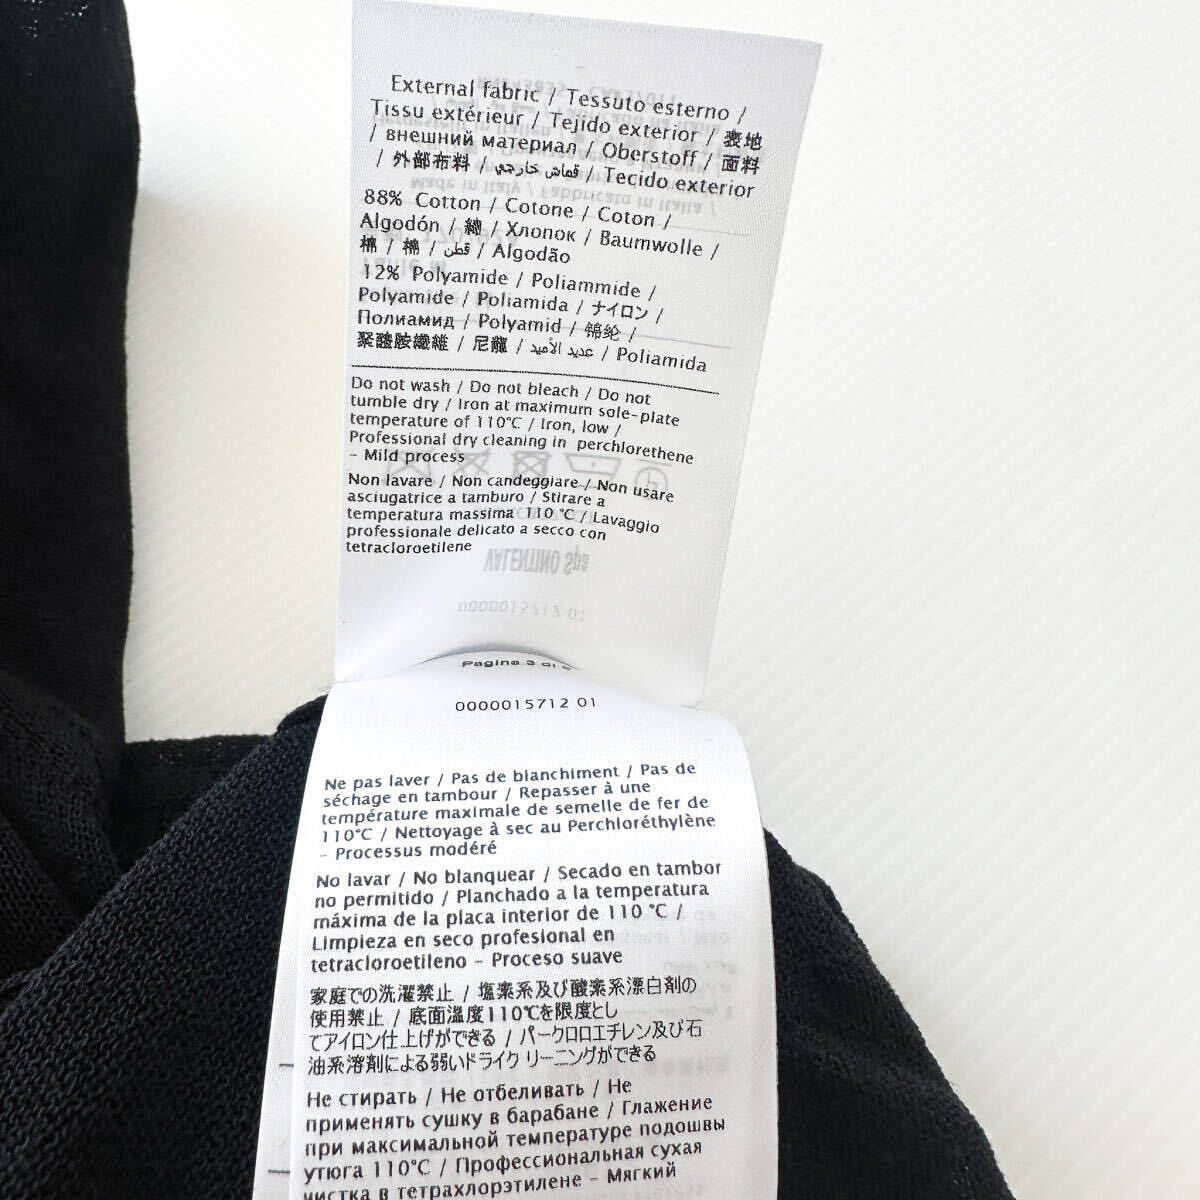 External fabric / Tessuto esterno /
Tissu extérieur / Tejido exterior / 表地
/ внешний материал / Oberstoff / 面料
/ 外部布料 / قماش خارجي / Tecido exterior
88% Cotton / Cotone / Coton /
Algodón / 綿 / Хлопок / Baumwolle /
棉 / 棉 / قطن / Algodão
12% Polyamide / Poliammide /
Polyamide / Poliamida / ナイロン /
Полиамид / Polyamid / 锦纶 /
聚醯胺纖維 / 尼龍 / عديد الأميد / Poliamida
Do not wash / Do not bleach / Do not
tumble dry / Iron at maximum sole-plate
temperature of 110°C / Iron, low /
Professional dry cleaning in perchlorethene
- Mild process
Non lavare / Non candeggiare / Non usare
asciugatrice a tamburo / Stirare a
temperatura massima 110 °C / Lavaggio
professionale delicato a secco con
tetracloroetilene
VALENTINO Spa
0000015712 01
Pagina 3 di
0000015712 01
Ne pas laver / Pas de blanchiment / Pas de
séchage en tambour / Repasser à une
température maximale de semelle de fer de
110°C / Nettoyage à sec au Perchloréthylène
- Processus modéré
No lavar / No blanquear / Secado en tambor
no permitido / Planchado a la temperatura
máxima de la placa interior de 110 °C /
Limpieza en seco profesional en
tetracloroetileno - Proceso suave
家庭での洗濯禁止 / 塩素系及び酸素系漂白剤の
使用禁止 / 底面温度110℃を限度とし
てアイロン仕上げができる / パークロロエチレン及び石
油系溶剤による弱いドライクリーニングができる
Не стирать / Не отбеливать / Не
применять сушку в барабане / Глажение
при максимальной температуре подошвы
утюга 110°C / Профессиональная сухая
чистка в тетрахлорэтилене - Мягкий